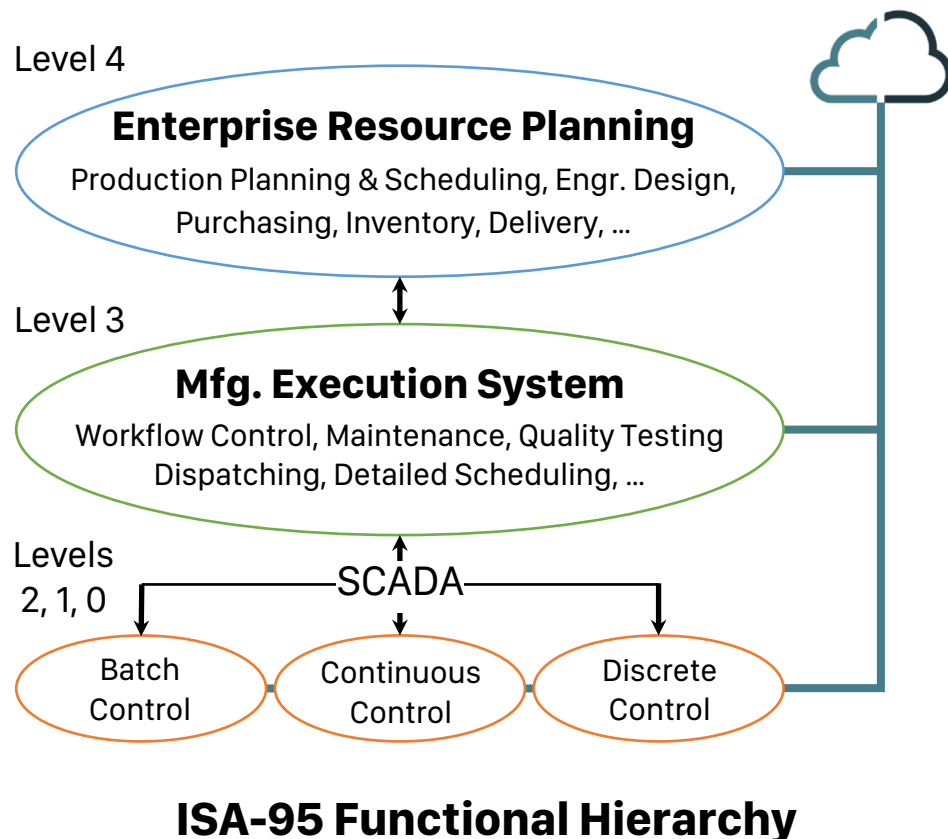 Level 4
Enterprise Resource Planning
Production Planning & Scheduling, Engr. Design,
Purchasing, Inventory, Delivery, ...
Level 3
Mfg. Execution System
Workflow Control, Maintenance, Quality Testing
Dispatching, Detailed Scheduling, ...
Levels
2, 1, 0
SCADA
Batch
Control
Continuous
Control
Discrete
Control
ISA-95 Functional Hierarchy